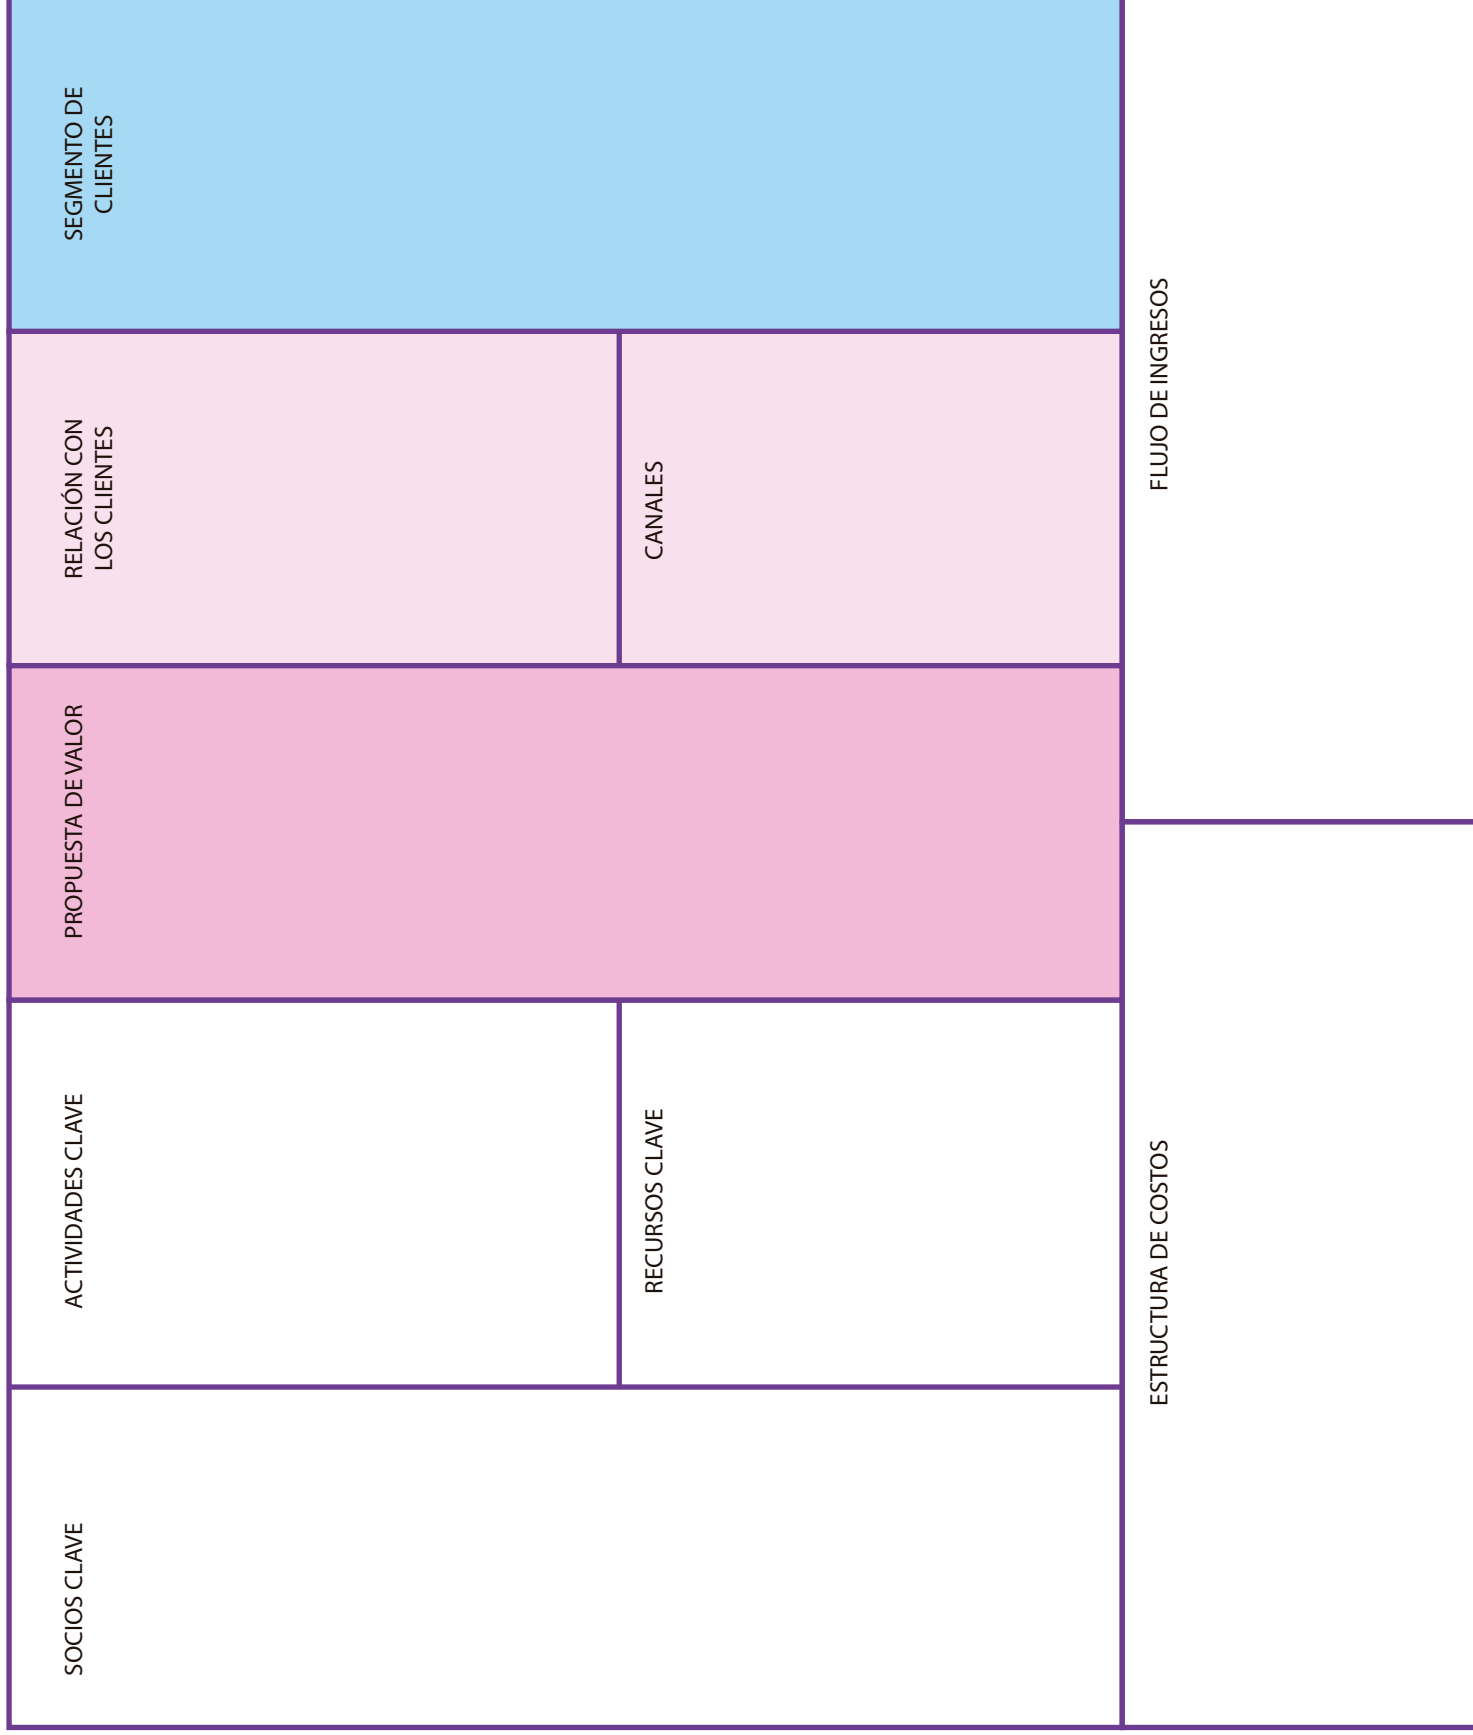 SOCIOS CLAVE
ACTIVIDADES CLAVE
RECURSOS CLAVE
PROPUESTA DE VALOR
RELACIÓN CON
LOS CLIENTES
CANALES
SEGMENTO DE
CLIENTES
ESTRUCTURA DE COSTOS
FLUJO DE INGRESOS